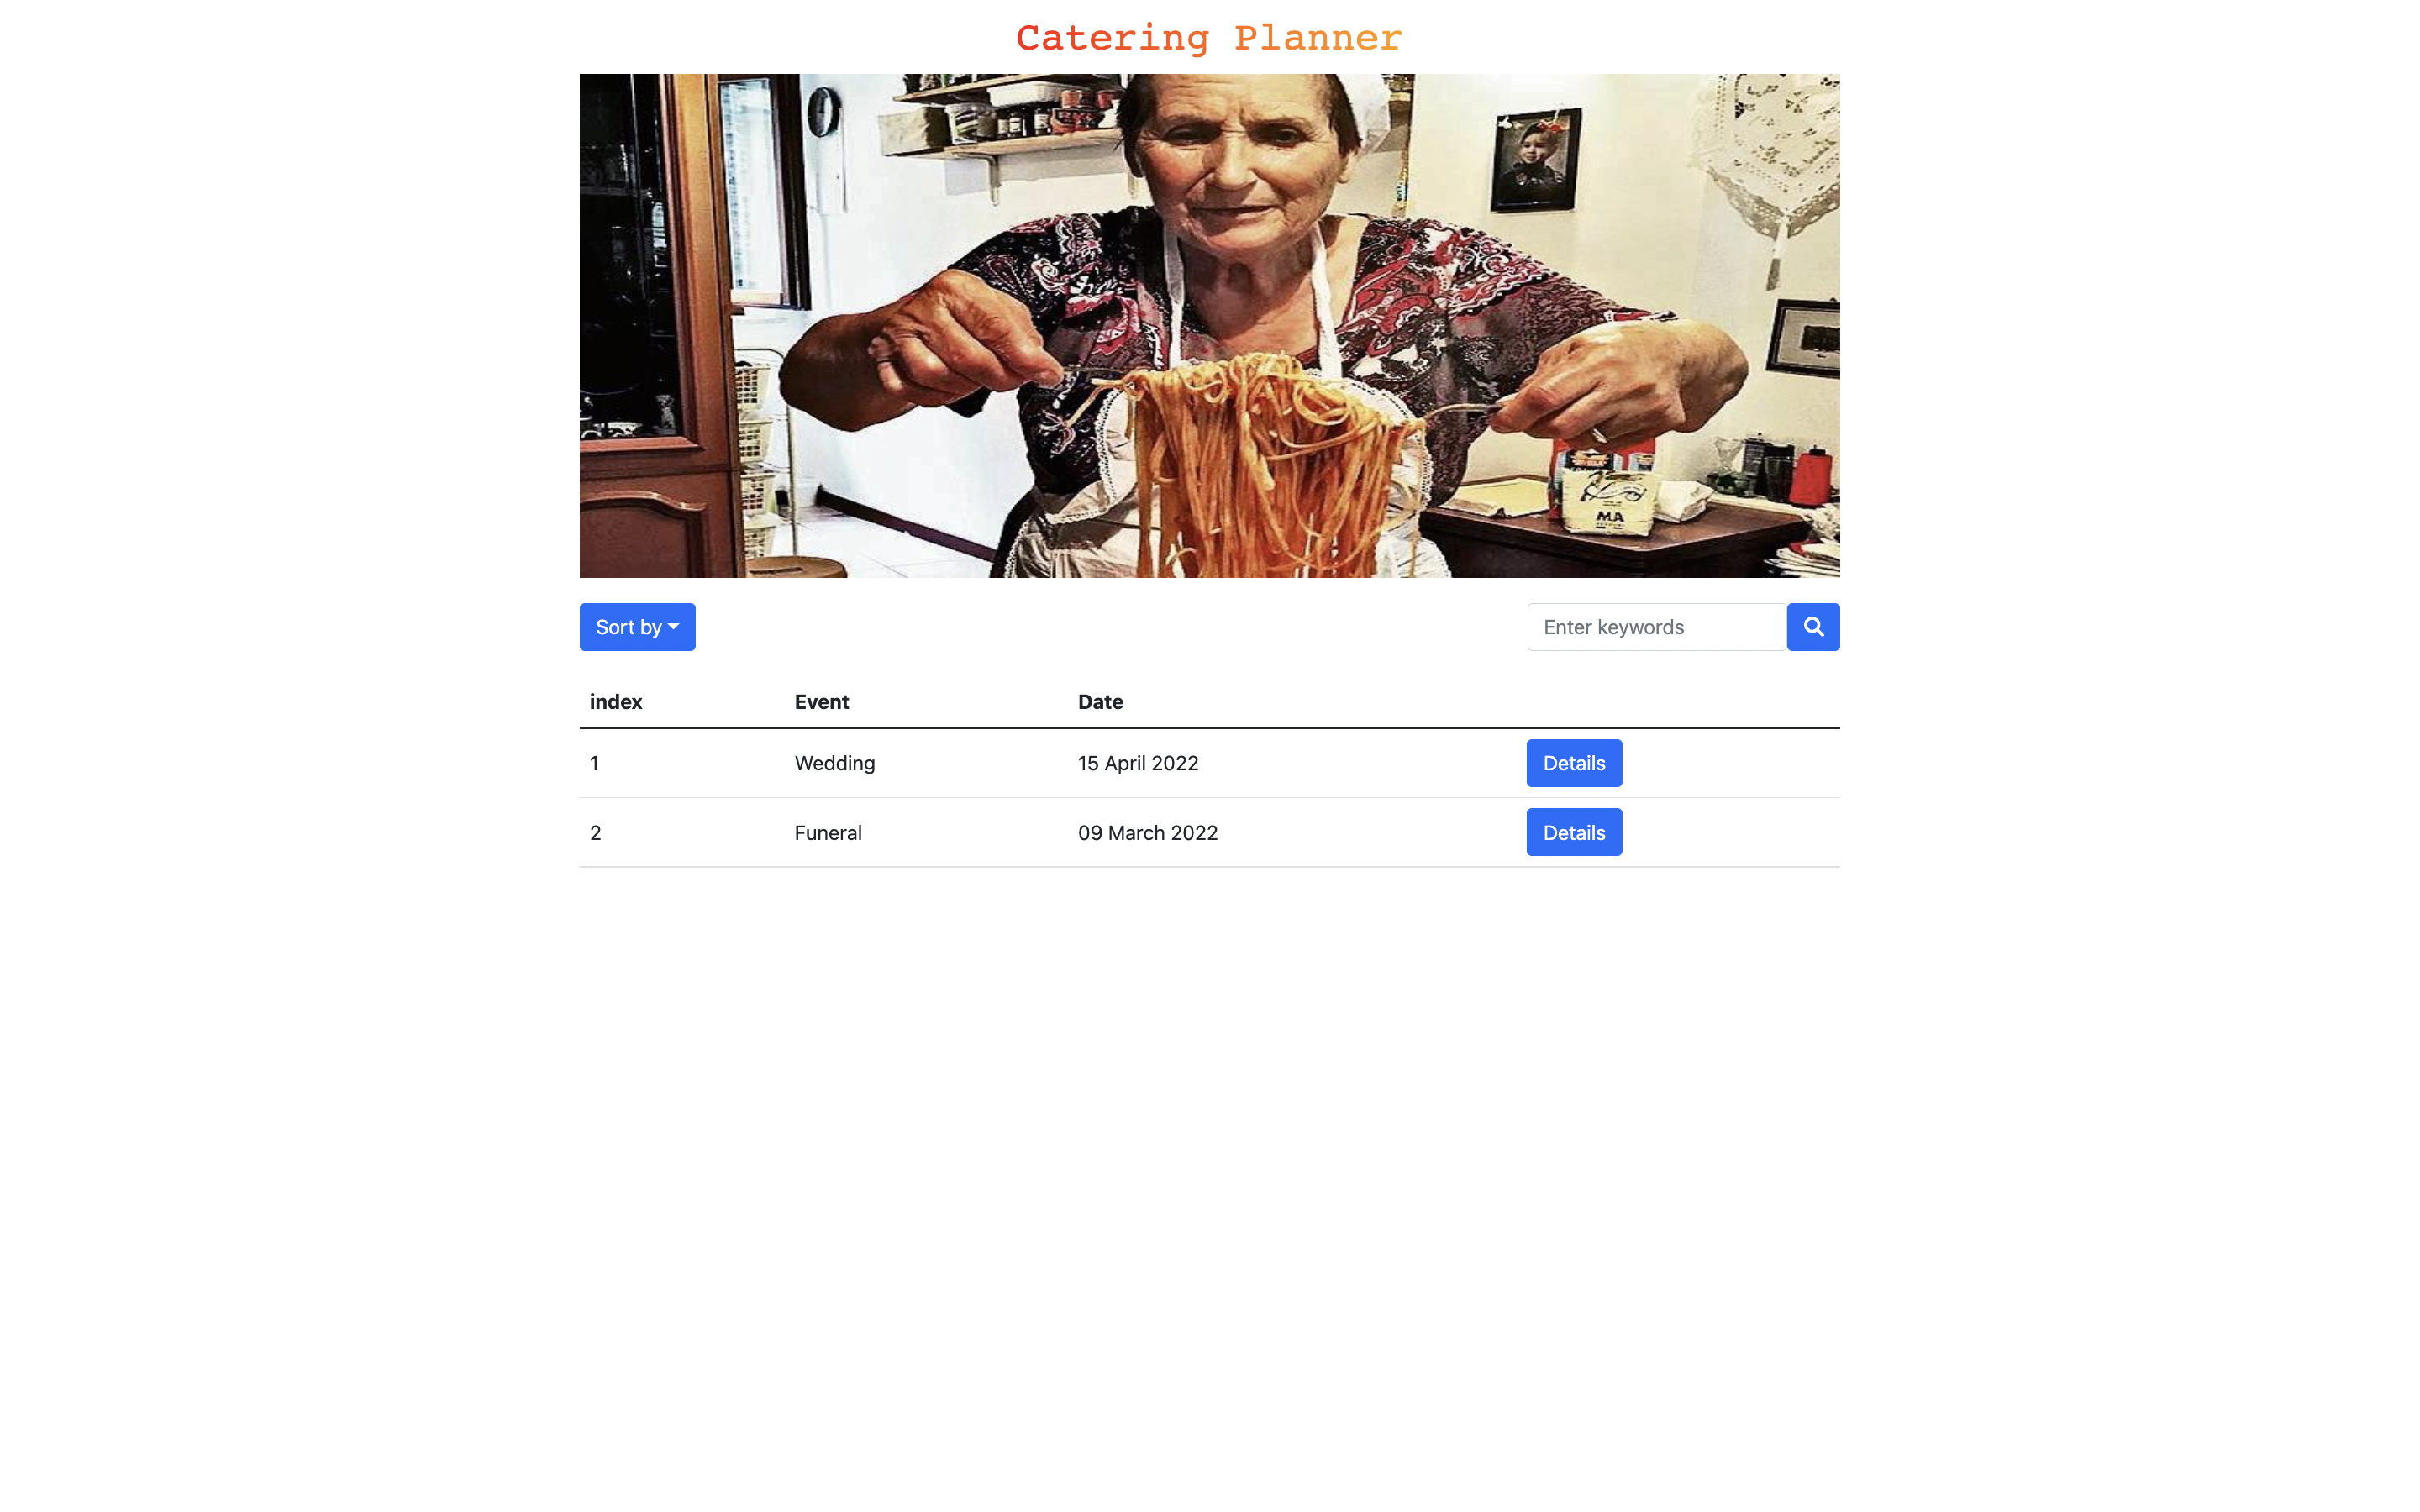 Catering Planner
MA
Sort by
Enter keywords
index Event Date
1 Wedding 15 April 2022 Details
2 Funeral 09 March 2022 Details